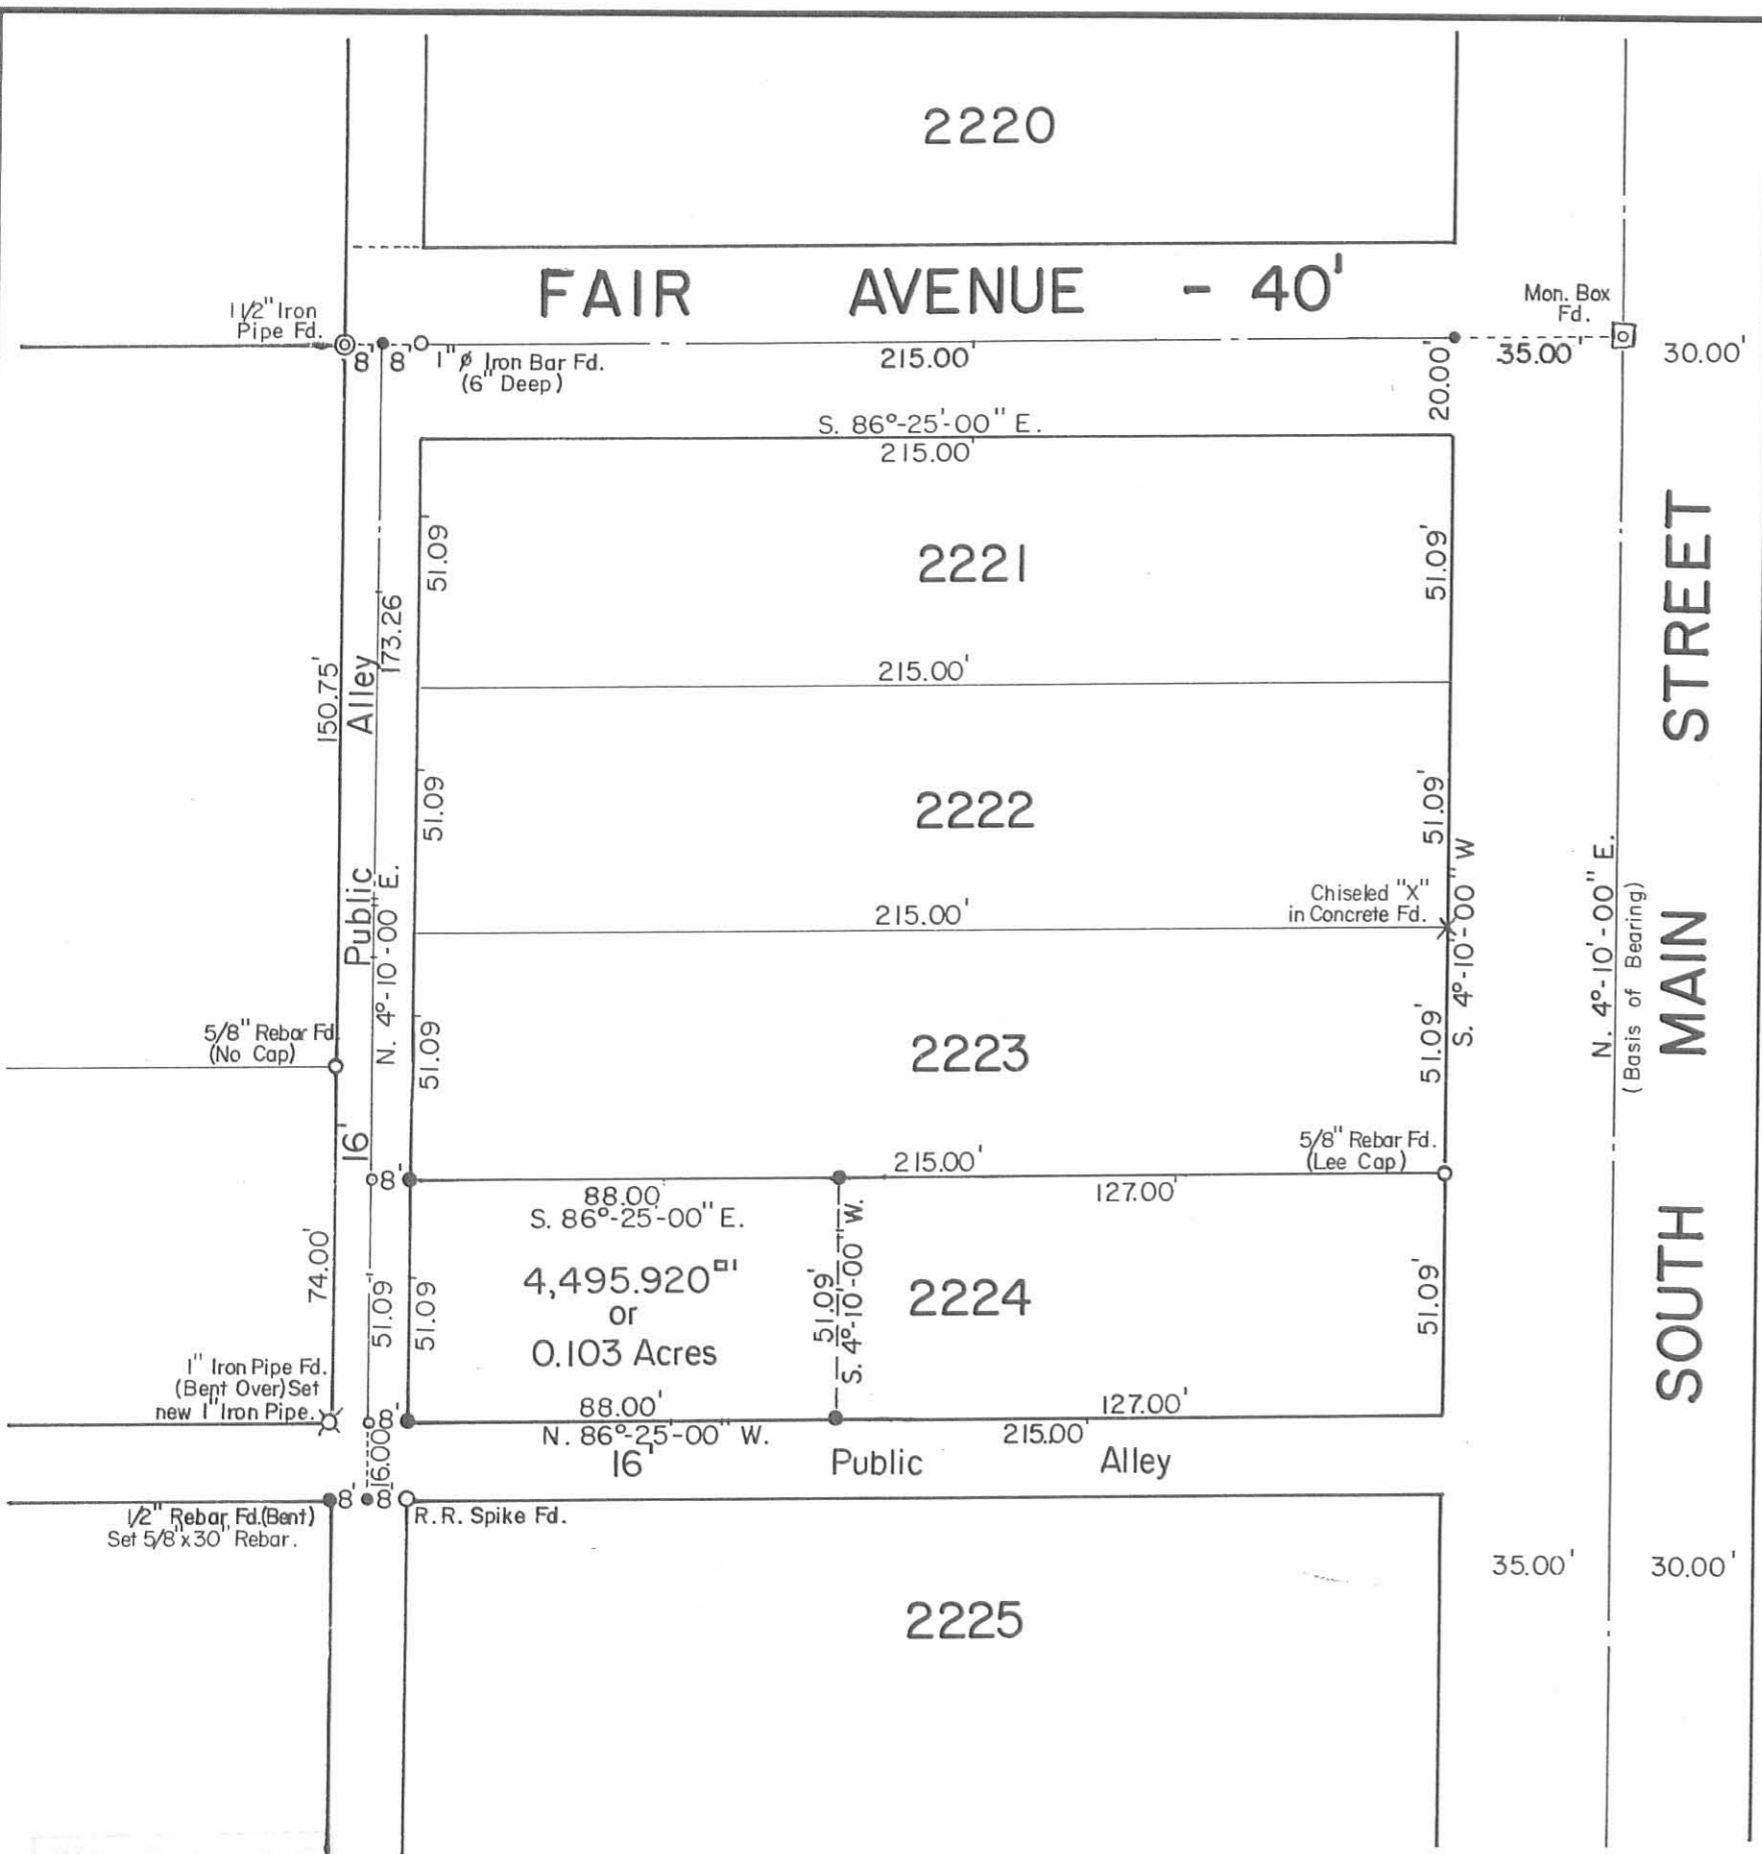 2220
FAIR AVENUE - 40'
1 1/2" Iron
Pipe Fd.
Mon. Box
Fd.
8' 8'
1" ø Iron Bar Fd.
(6" Deep)
215.00'
20.00'
35.00'
30.00'
S. 86°-25'-00" E.
215.00'
51.09'
2221
51.09'
173.26'
150.75'
16' Public Alley
N. 4°-10'-00" E.
215.00'
51.09'
2222
51.09'
STREET
215.00'
Chiseled "X"
in Concrete Fd.
S. 4°-10'-00" W
N. 4°-10'-00" E.
(Basis of Bearing)
MAIN
5/8" Rebar Fd.
(No Cap)
51.09'
2223
51.09'
8'
215.00'
5/8" Rebar Fd.
(Lee Cap)
88.00'
127.00'
S. 86°-25'-00" E.
74.00'
51.09'
51.09'
4,495.920□'
or
0.103 Acres
51.09'
S. 4°-10'-00" W.
2224
51.09'
SOUTH
1" Iron Pipe Fd.
(Bent Over) Set
new 1" Iron Pipe.
8'
88.00'
127.00'
N. 86°-25'-00" W.
215.00'
16' Public Alley
16.00'
8' 8'
1/2" Rebar Fd.(Bent)
Set 5/8"x30" Rebar.
R.R. Spike Fd.
35.00'
30.00'
2225